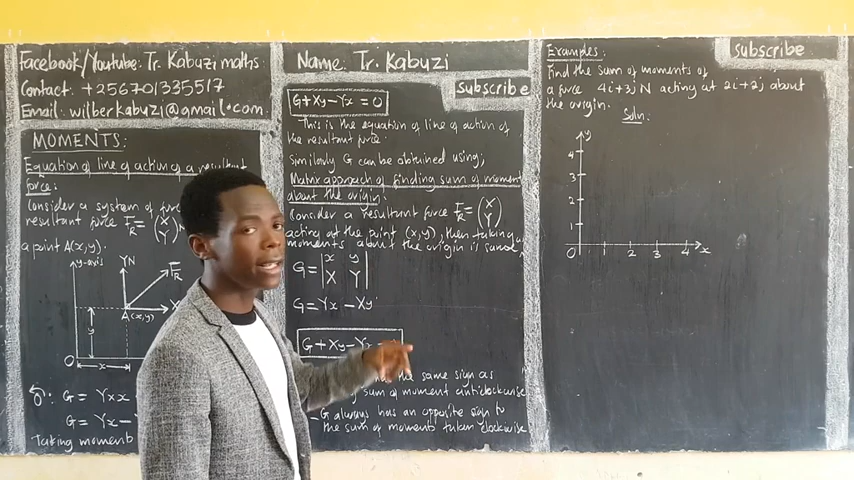 Facebook/Youtube: Tr. Kabuzi maths
Contact: +256701335517
Email: wilberkabuzi@gmail.com
MOMENTS:
Equation of line of action of a resultant
force:
Consider a system of
resultant force F_R = (X Y)
a point A(x,y).
y-axis
YN
F_R
X
A(x,y)
y
O
x
G = Y×x
G = Yx -
Taking moment
Name: Tr. Kabuzi
subscribe
G+Xy-Yx = 0
This is the equation of line of action of
the resultant force.
Similarly G can be obtained using;
Matrix approach of finding sum of moment
about the origin:
Consider a resultant force F_R = (X Y)
acting at the point (x,y), then taking
moments about the origin is same
G = |x y|
|X Y|
G = Yx - Xy
G + Xy - Yx
the same sign as
sum of moment anticlockwise
- G always has an opposite sign to
the sum of moments taken clockwise
Examples:
subscribe
Find the sum of moments of
a force 4i+3j N acting at 2i+2j about
the origin.
Soln:
y
4
3
2
1
0 1 2 3 4 x